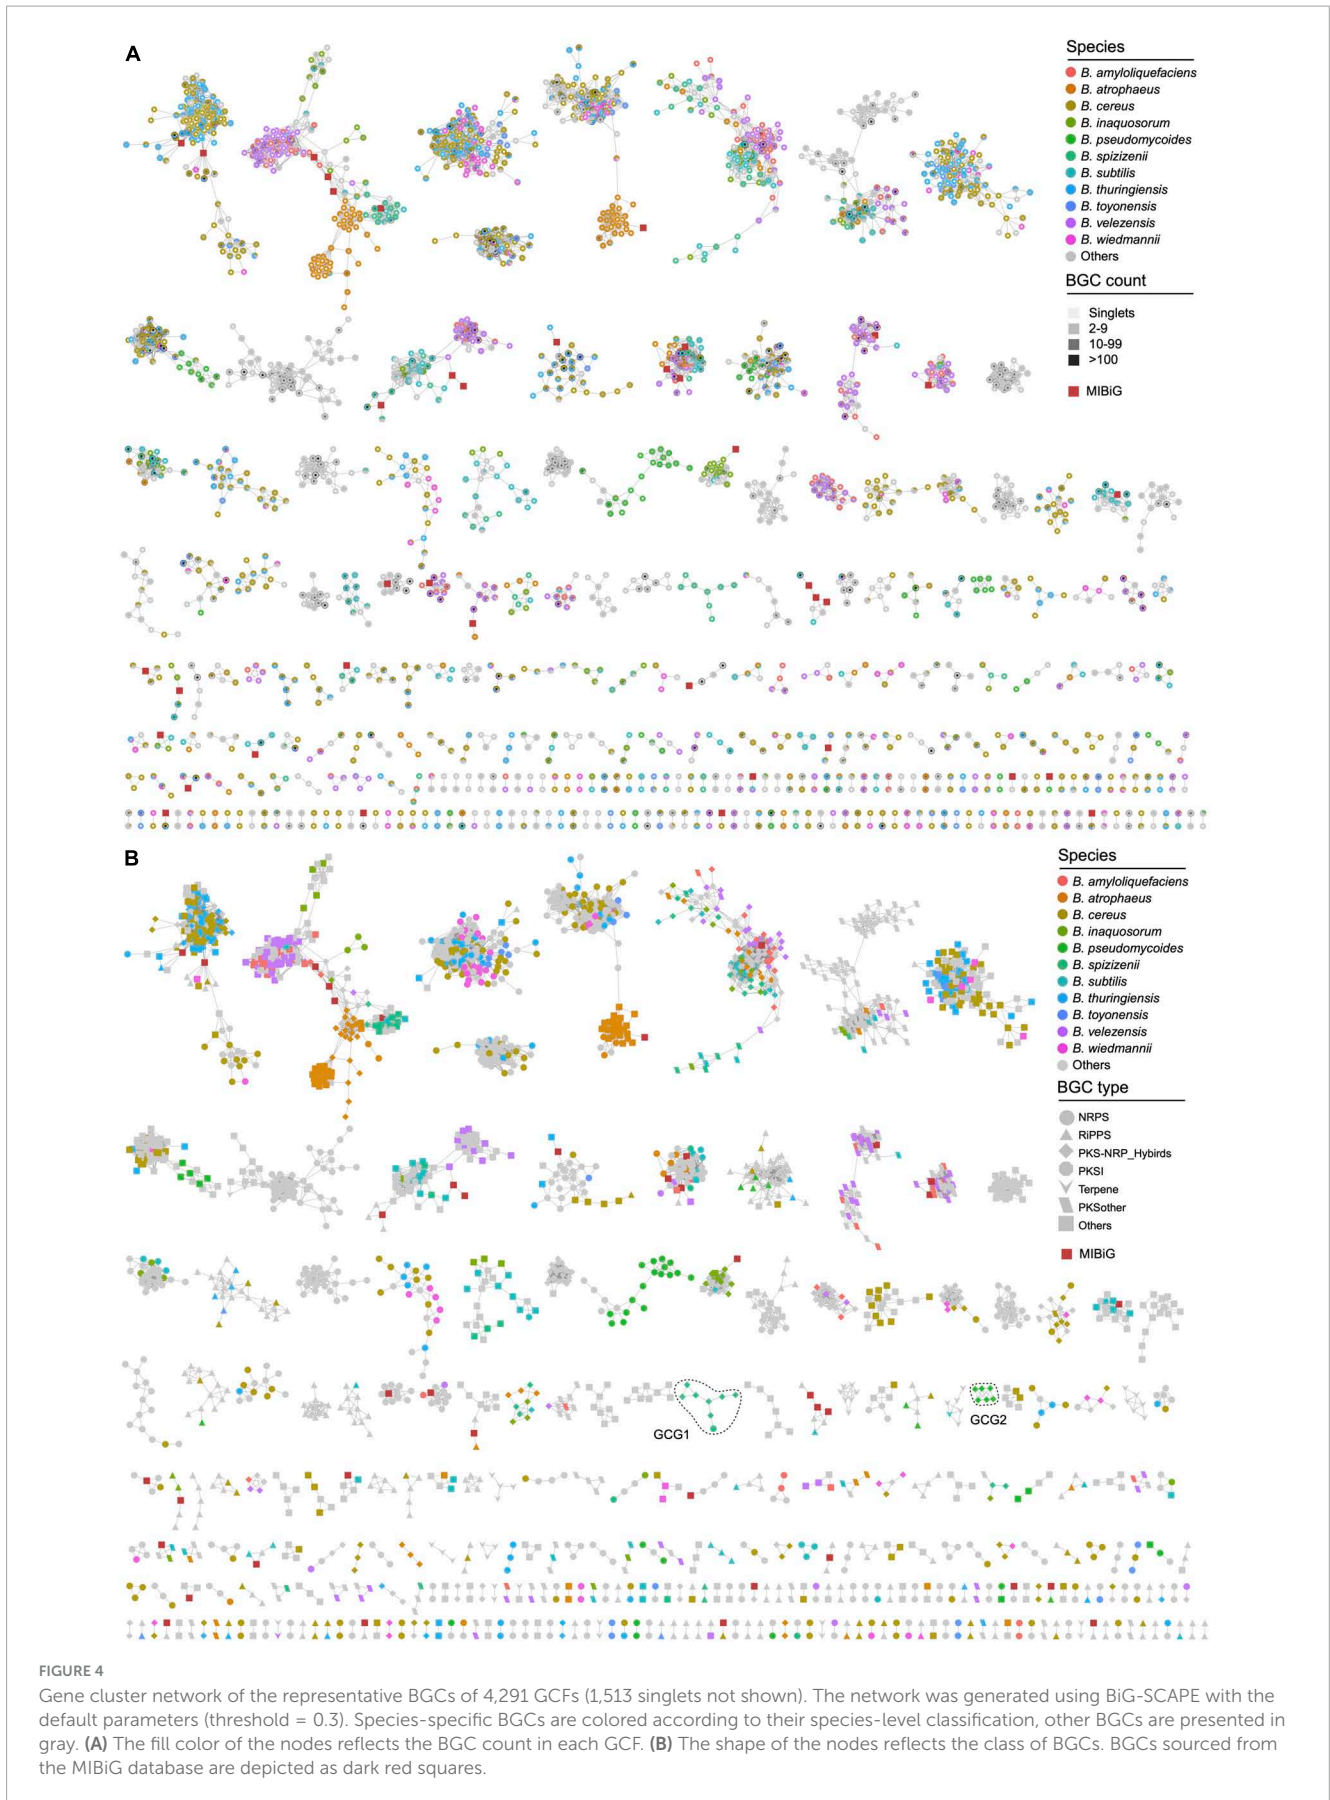 A
Species
B. amyloliquefaciens
B. atrophaeus
B. cereus
B. inaquosorum
B. pseudomycoides
B. spizizenii
B. subtilis
B. thuringiensis
B. toyonensis
B. velezensis
B. wiedmannii
Others
BGC count
Singlets
2-9
10-99
>100
MIBiG
B
Species
B. amyloliquefaciens
B. atrophaeus
B. cereus
B. inaquosorum
B. pseudomycoides
B. spizizenii
B. subtilis
B. thuringiensis
B. toyonensis
B. velezensis
B. wiedmannii
Others
BGC type
NRPS
RiPPS
PKS-NRP_Hybirds
PKSI
Terpene
PKSother
Others
MIBiG
GCG1
GCG2
FIGURE 4
Gene cluster network of the representative BGCs of 4,291 GCFs (1,513 singlets not shown). The network was generated using BiG-SCAPE with the
default parameters (threshold = 0.3). Species-specific BGCs are colored according to their species-level classification, other BGCs are presented in
gray. (A) The fill color of the nodes reflects the BGC count in each GCF. (B) The shape of the nodes reflects the class of BGCs. BGCs sourced from
the MIBiG database are depicted as dark red squares.